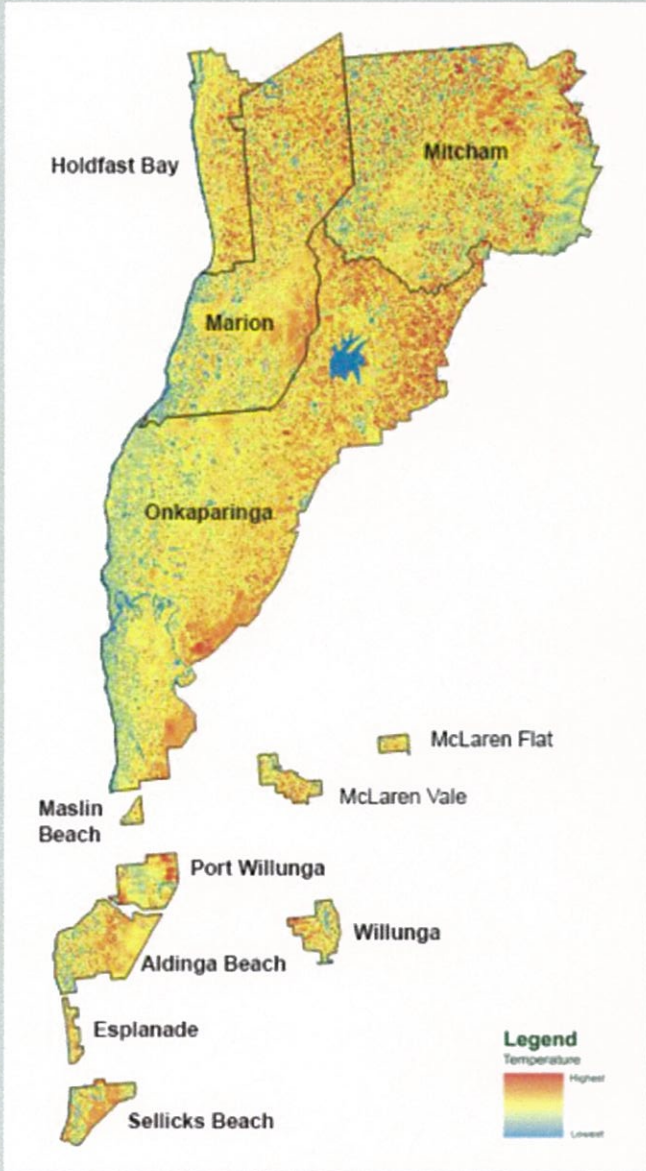 Mitcham
Holdfast Bay
Marion
Onkaparinga
McLaren Flat
McLaren Vale
Maslin
Beach
Port Willunga
Willunga
Aldinga Beach
Esplanade
Sellicks Beach
Legend
Temperature
Highest
Lowest